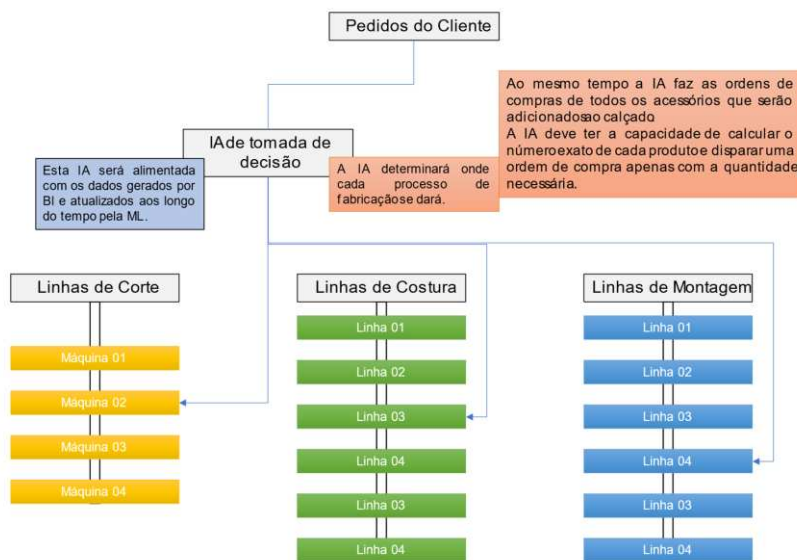 Pedidos do Cliente
Ao mesmo tempo a IA faz as ordens de
compras de todos os acessórios que serão
adicionadosao calçado.
A IA deve ter a capacidade de calcular o
númeroexato de cada produto e disparar uma
ordem de compra apenas com a quantidade
necessária.
IA de tomada de
decisão
Esta IA será alimentada
com os dados gerados por
BI e atualizados aos longo
do tempo pela ML.
A IA determinará onde
cada processo de
fabricaçãose dará.
Linhas de Corte
Máquina 01
Máquina 02
Máquina 03
Máquina 04
Linhas de Costura
Linha 01
Linha 02
Linha 03
Linha 04
Linha 03
Linha 04
Linhas de Montagem
Linha 01
Linha 02
Linha 03
Linha 04
Linha 03
Linha 04